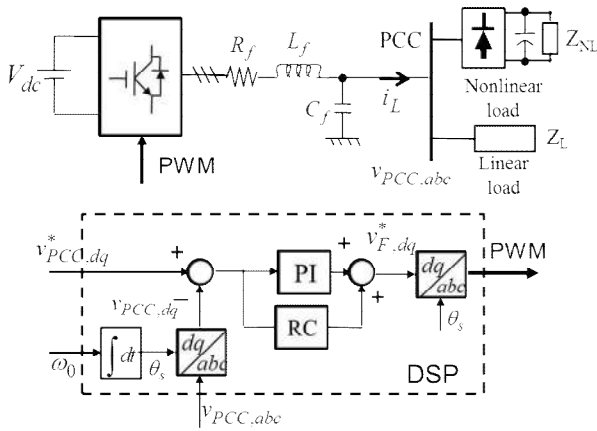 V_dc
R_f
L_f
C_f
i_L
PCC
Z_NL
Nonlinear
load
Z_L
Linear
load
v_PCC,abc
PWM
v*_PCC,dq
+
−
v_PCC,dq
PI
RC
+
+
v*_F,dq
dq
abc
PWM
θ_s
ω_0
∫ dt
θ_s
dq
abc
v_PCC,abc
DSP